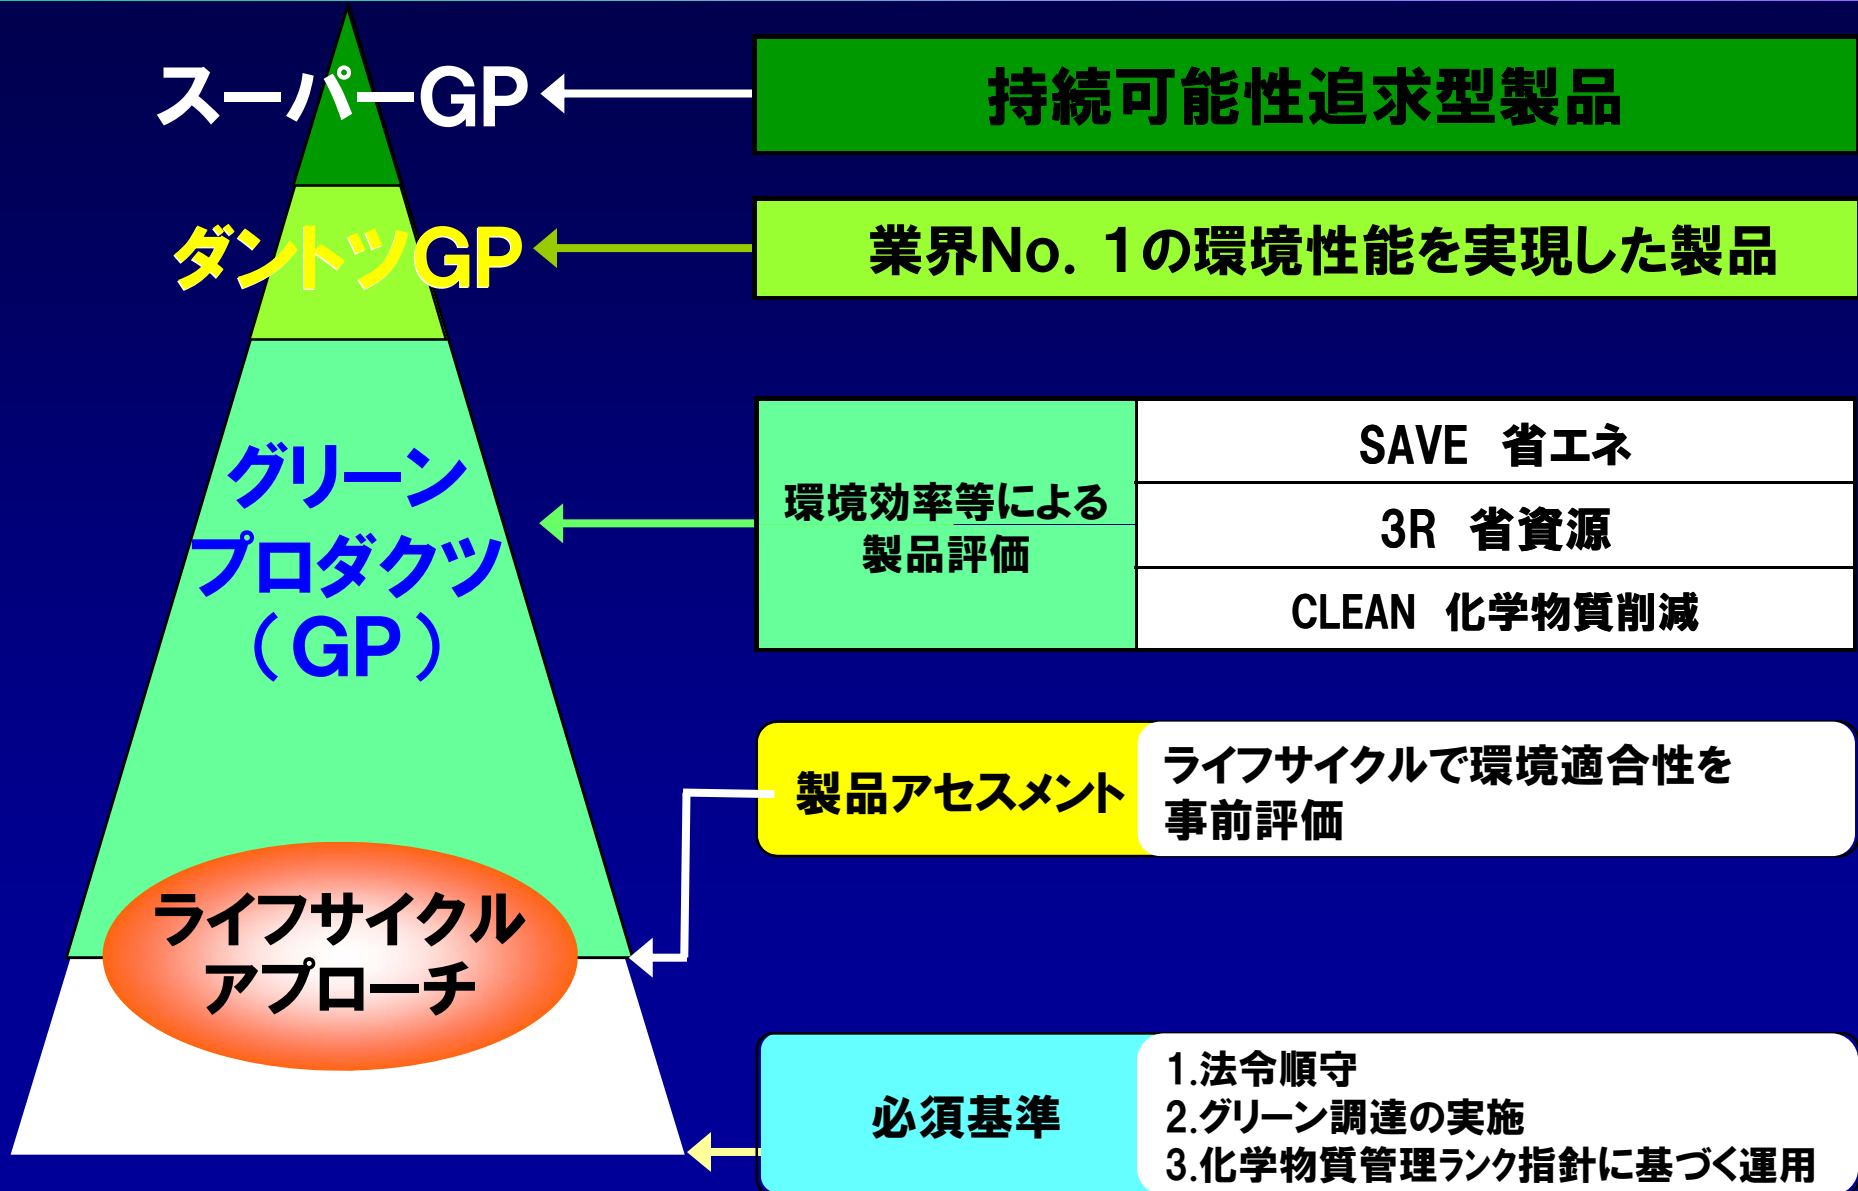 スーパーGP
持続可能性追求型製品
ダントツGP
業界No．１の環境性能を実現した製品
グリーン
プロダクツ
（GP）
環境効率等による
製品評価
SAVE　省エネ
3R　省資源
CLEAN　化学物質削減
製品アセスメント
ライフサイクルで環境適合性を
事前評価
ライフサイクル
アプローチ
必須基準
1.法令順守
2.グリーン調達の実施
3.化学物質管理ランク指針に基づく運用